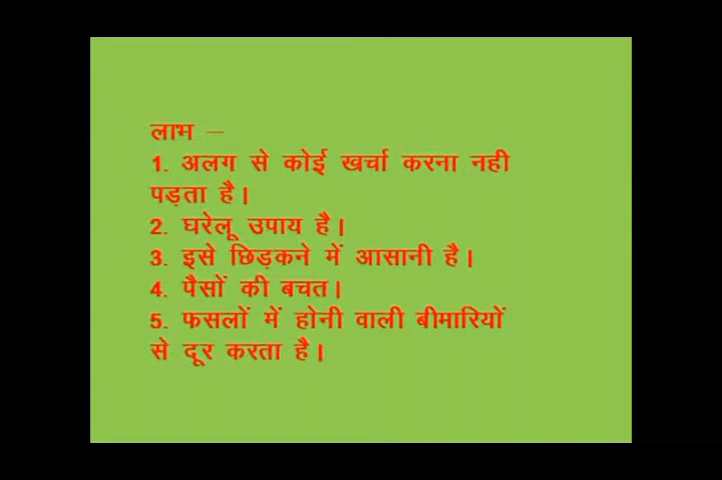 लाभ –
1. अलग से कोई खर्चा करना नही
पड़ता है।
2. घरेलू उपाय है।
3. इसे छिड़कने में आसानी है।
4. पैसों की बचत।
5. फसलों में होनी वाली बीमारियों
से दूर करता है।